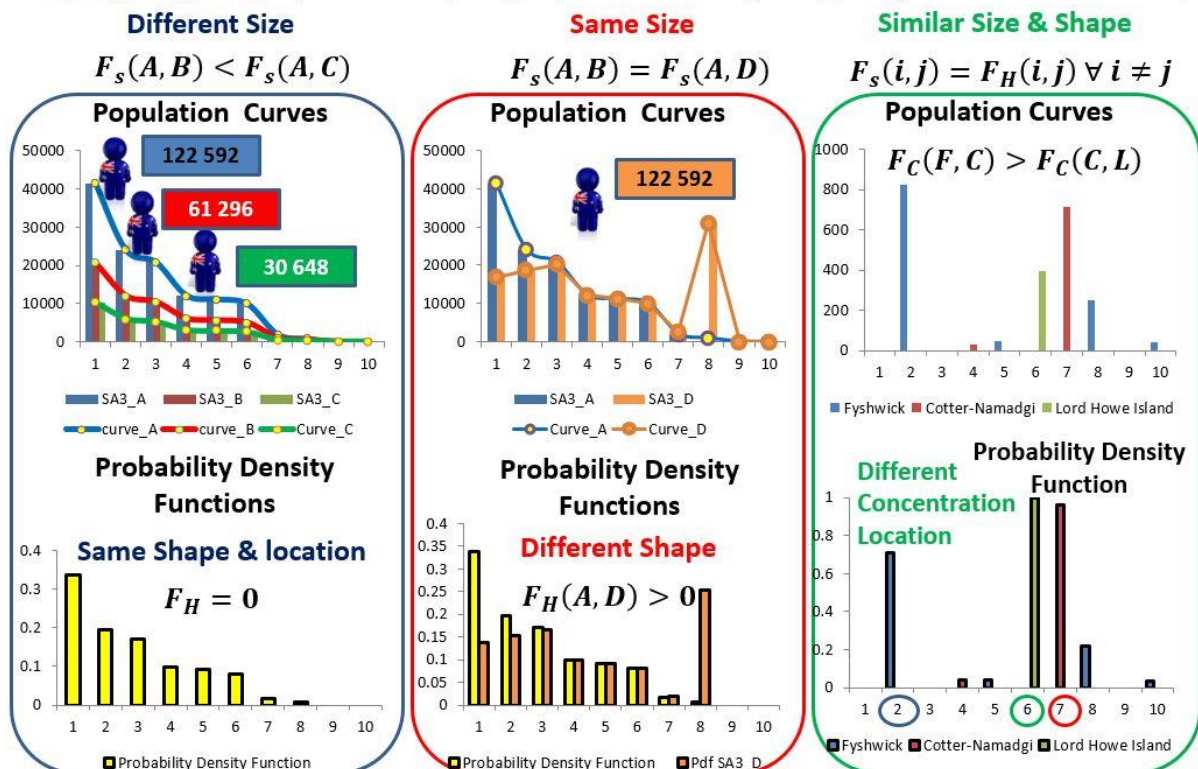 Different Size
F_s(A, B) < F_s(A, C)
Population Curves
50000
40000
30000
20000
10000
0
122 592
61 296
30 648
1 2 3 4 5 6 7 8 9 10
SA3_A SA3_B SA3_C
curve_A curve_B Curve_C
Probability Density
Functions
Same Shape & location
F_H = 0
0.4
0.3
0.2
0.1
0
1 2 3 4 5 6 7 8 9 10
Probability Density Function
Same Size
F_s(A, B) = F_s(A, D)
Population Curves
50000
40000
30000
20000
10000
0
122 592
1 2 3 4 5 6 7 8 9 10
SA3_A SA3_D
Curve_A Curve_D
Probability Density
Functions
Different Shape
F_H(A, D) > 0
0.4
0.35
0.3
0.25
0.2
0.15
0.1
0.05
0
1 2 3 4 5 6 7 8 9 10
Probability Density Function Pdf SA3_D
Similar Size & Shape
F_s(i, j) = F_H(i, j) ∀ i ≠ j
Population Curves
F_C(F, C) > F_C(C, L)
1000
800
600
400
200
0
1 2 3 4 5 6 7 8 9 10
Fyshwick Cotter-Namadgi Lord Howe Island
Probability Density
Function
Different
Concentration
Location
1
0.8
0.6
0.4
0.2
0
1 2 3 4 5 6 7 8 9 10
Fyshwick Cotter-Namadgi Lord Howe Island